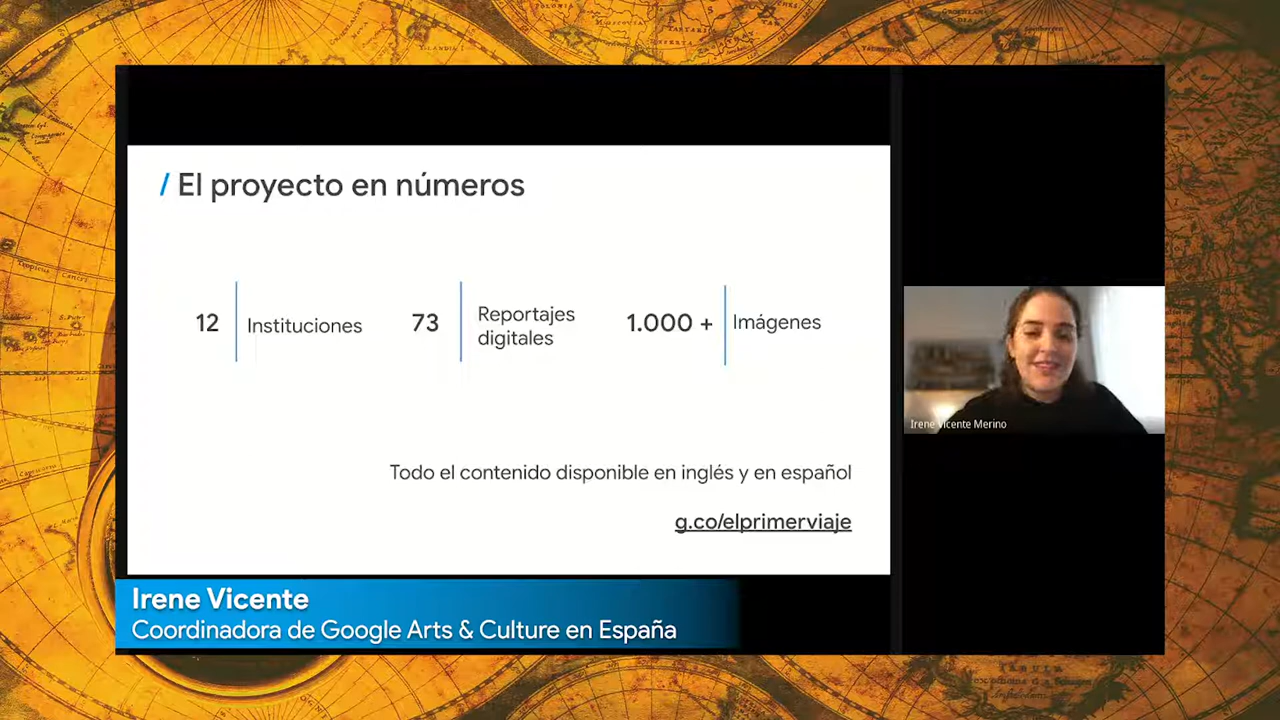 / El proyecto en números
12
Instituciones
73
Reportajes
digitales
1.000 +
Imágenes
Todo el contenido disponible en inglés y en español
g.co/elprimerviaje
Irene Vicente Merino
Irene Vicente
Coordinadora de Google Arts & Culture en España